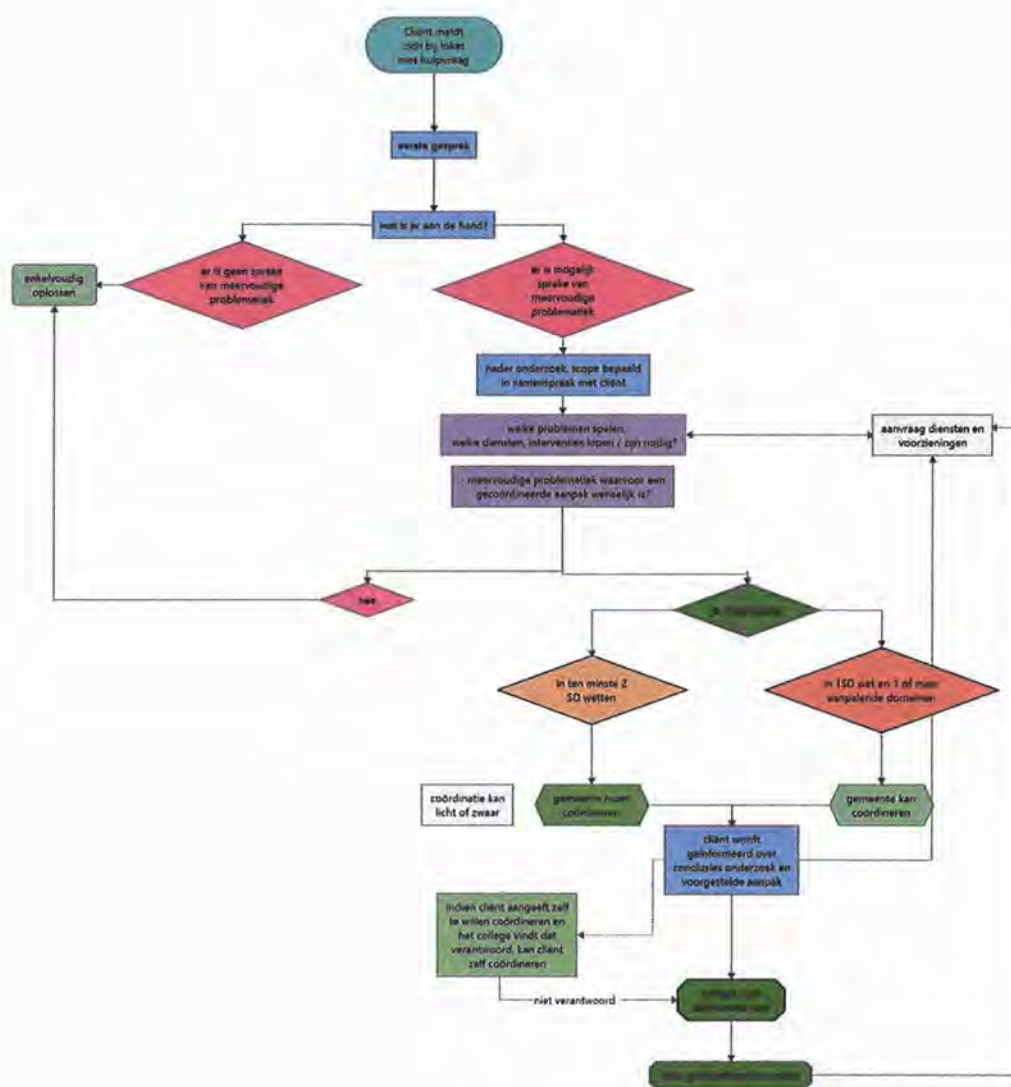 Cliënt meldt
zich bij loket
met hulpvraag
eerste gesprek
wat is je aan de hand?
er is geen sprake
van meervoudige
problematiek
er is mogelijk
sprake van
meervoudige
problematiek
enkelvoudig
oplossen
nader onderzoek, scope bepaald
in samenspraak met cliënt
welke problemen spelen,
welke diensten, interventies lopen / zijn nodig?
aanvraag diensten en
voorzieningen
meervoudige problematiek waarvoor een
gecoördineerde aanpak wenselijk is?
nee
in ten minste 2
SD wetten
in 1SD wet en 1 of meer
aanpalende domeinen
coördinatie kan
licht of zwaar
gemeente moet
coördineren
gemeente kan
coördineren
cliënt wordt
geïnformeerd over
conclusies onderzoek en
voorgestelde aanpak
Indien cliënt aangeeft zelf
te willen coördineren en
het college vindt dat
verantwoord, kan cliënt
zelf coördineren
niet verantwoord